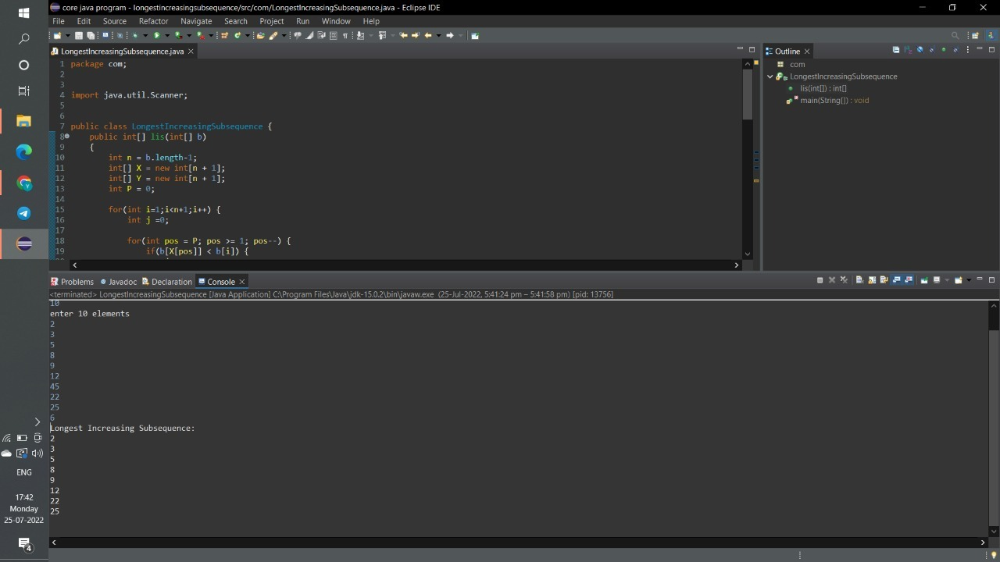 core java program - longestincreasingsubsequence/src/com/LongestIncreasingSubsequence.java - Eclipse IDE
File Edit Source Refactor Navigate Search Project Run Window Help
LongestIncreasingSubsequence.java
1 package com;
2
3
4 import java.util.Scanner;
5
6
7 public class LongestIncreasingSubsequence {
8 public int[] lis(int[] b)
9 {
10 int n = b.length-1;
11 int[] X = new int[n + 1];
12 int[] Y = new int[n + 1];
13 int P = 0;
14
15 for(int i=1;i<n+1;i++) {
16 int j =0;
17
18 for(int pos = P; pos >= 1; pos--) {
19 if(b[X[pos]] < b[i]) {
Outline
com
LongestIncreasingSubsequence
lis(int[]) : int[]
main(String[]) : void
Problems Javadoc Declaration Console
<terminated> LongestIncreasingSubsequence [Java Application] C:\Program Files\Java\jdk-15.0.2\bin\javaw.exe (25-Jul-2022, 5:41:24 pm – 5:41:58 pm) [pid: 13756]
10
enter 10 elements
2
3
5
8
9
12
45
22
25
6
Longest Increasing Subsequence:
2
3
5
8
9
12
22
25
ENG
17:42
Monday
25-07-2022
4